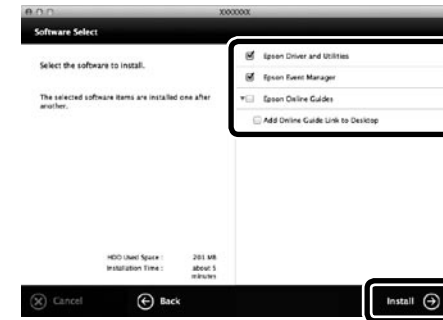 XXXXXXX
Software Select
Select the software to install.
The selected software items are installed one after
another.
Epson Driver and Utilities
Epson Event Manager
Epson Online Guides
Add Online Guide Link to Desktop
HDD Used Space : 201 MB
Installation Time : about 5
minutes
Cancel
Back
Install